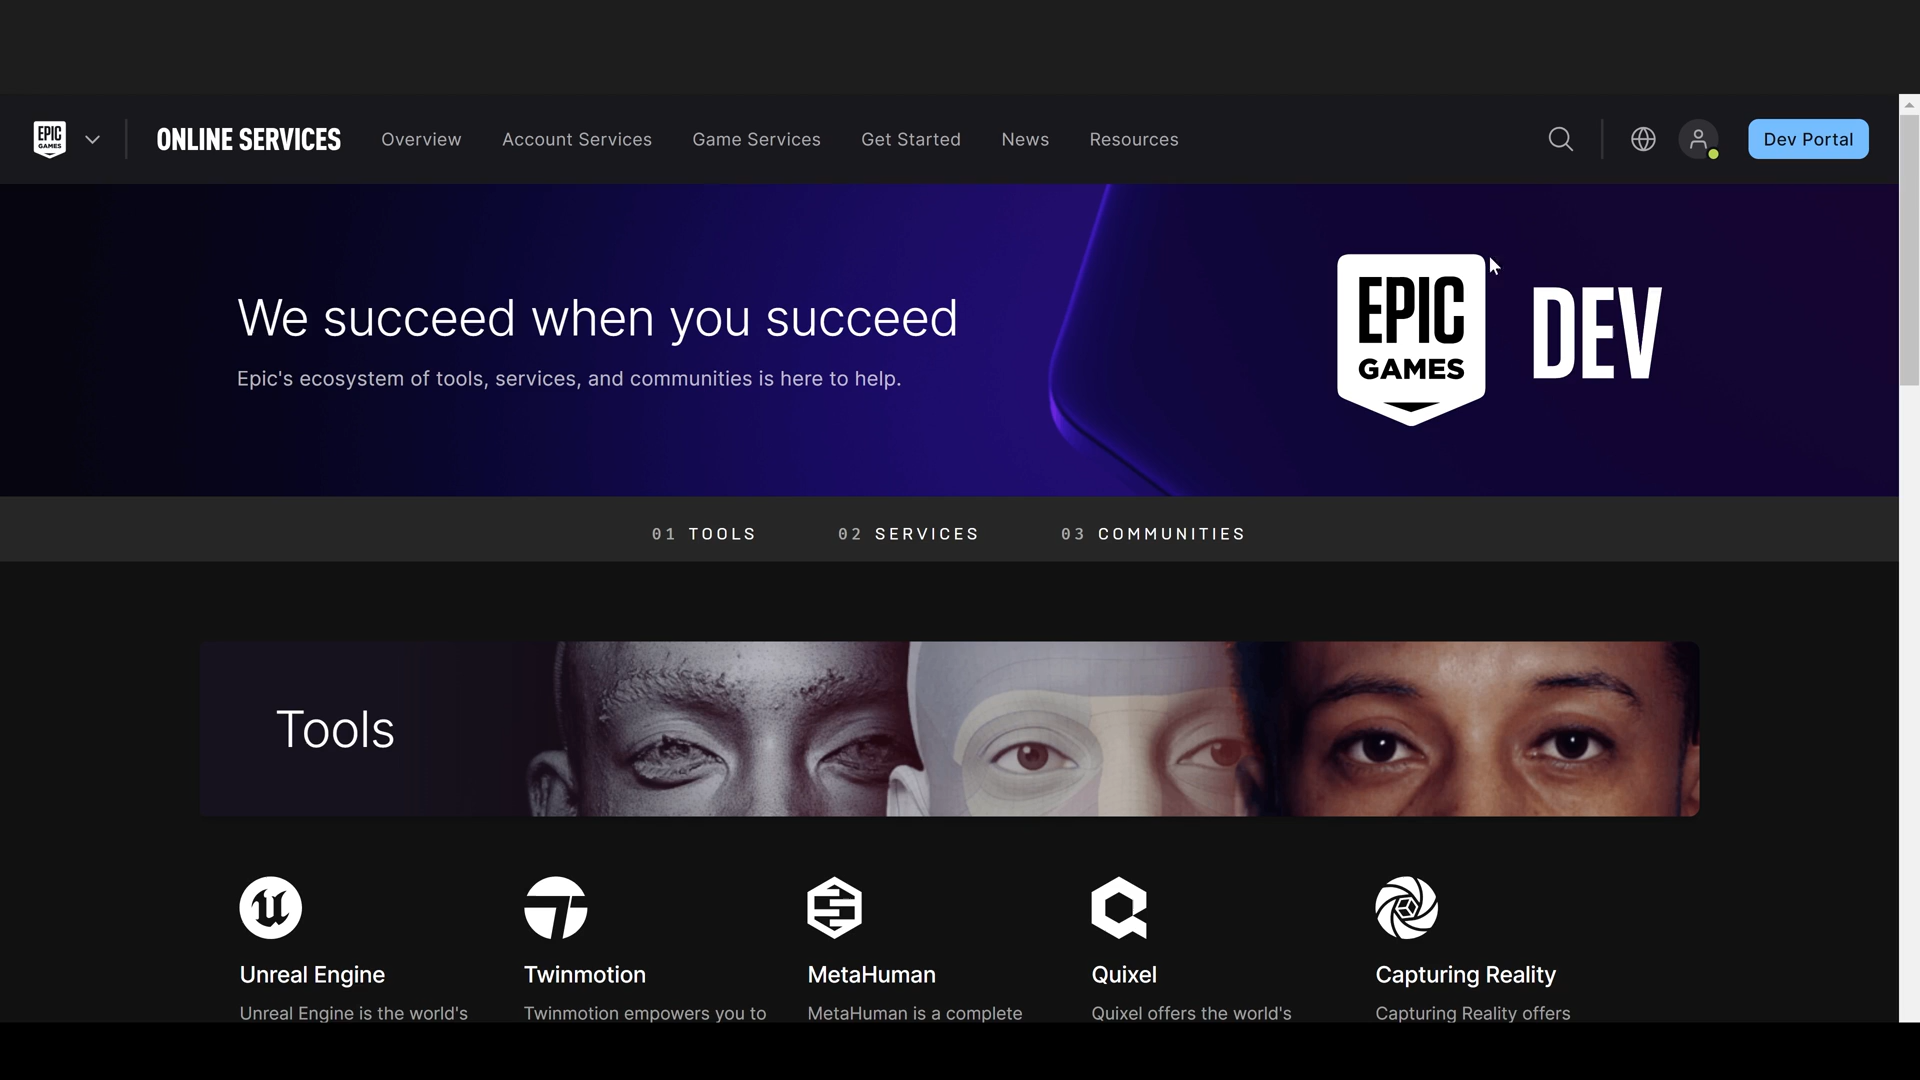 EPIC GAMES
ONLINE SERVICES
Overview
Account Services
Game Services
Get Started
News
Resources
Dev Portal
We succeed when you succeed
Epic's ecosystem of tools, services, and communities is here to help.
EPIC
GAMES
DEV
01 TOOLS
02 SERVICES
03 COMMUNITIES
Tools
Unreal Engine
Twinmotion
MetaHuman
Quixel
Capturing Reality
Unreal Engine is the world's
Twinmotion empowers you to
MetaHuman is a complete
Quixel offers the world's
Capturing Reality offers